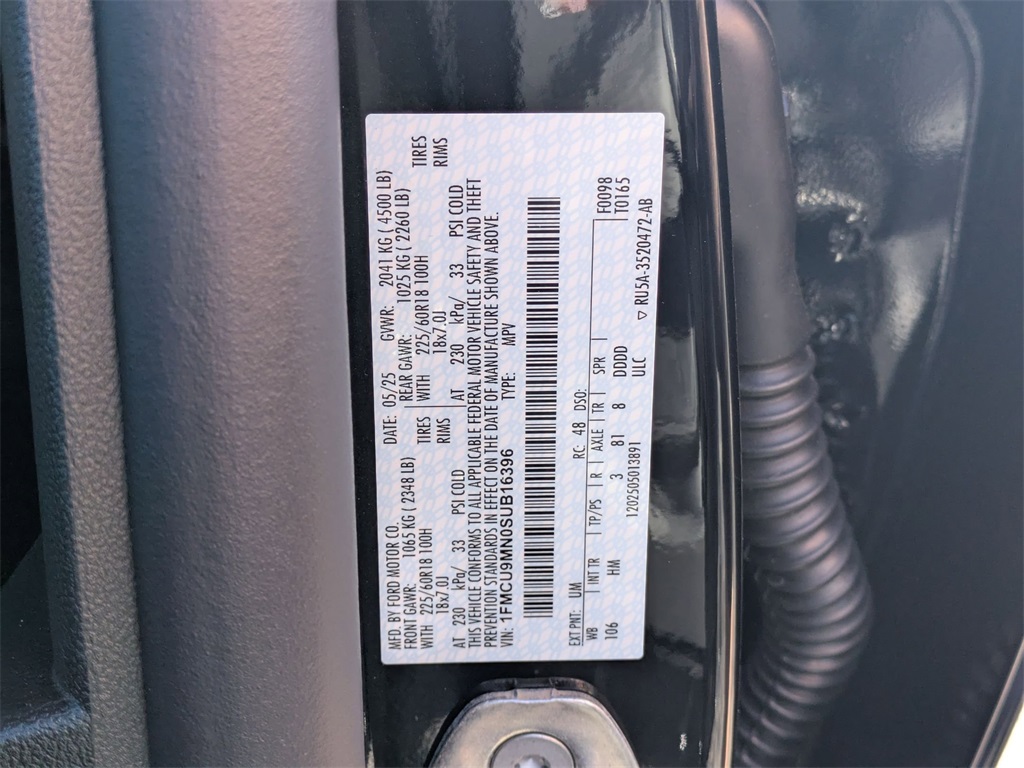 MFD. BY FORD MOTOR CO.
DATE: 05/25 GVWR: 2041 KG ( 4500 LB)
FRONT GAWR: 1065 KG ( 2348 LB)
REAR GAWR: 1025 KG ( 2260 LB)
WITH 225/60R18 100H TIRES
WITH 225/60R18 100H TIRES
18x7.0J RIMS
18x7.0J RIMS
AT 230 kPa/ 33 PSI COLD
AT 230 kPa/ 33 PSI COLD
THIS VEHICLE CONFORMS TO ALL APPLICABLE FEDERAL MOTOR VEHICLE SAFETY AND THEFT
PREVENTION STANDARDS IN EFFECT ON THE DATE OF MANUFACTURE SHOWN ABOVE.
VIN: 1FMCU9MN0SUB16396 TYPE: MPV
EXT PNT: UM RC: 48 DSO: F0098
WB INT TR TP/PS R AXLE TR SPR T0165
106 HM 3 81 8 DDDD
ULC
1202505013891 ▽ RU5A-3520472-AB